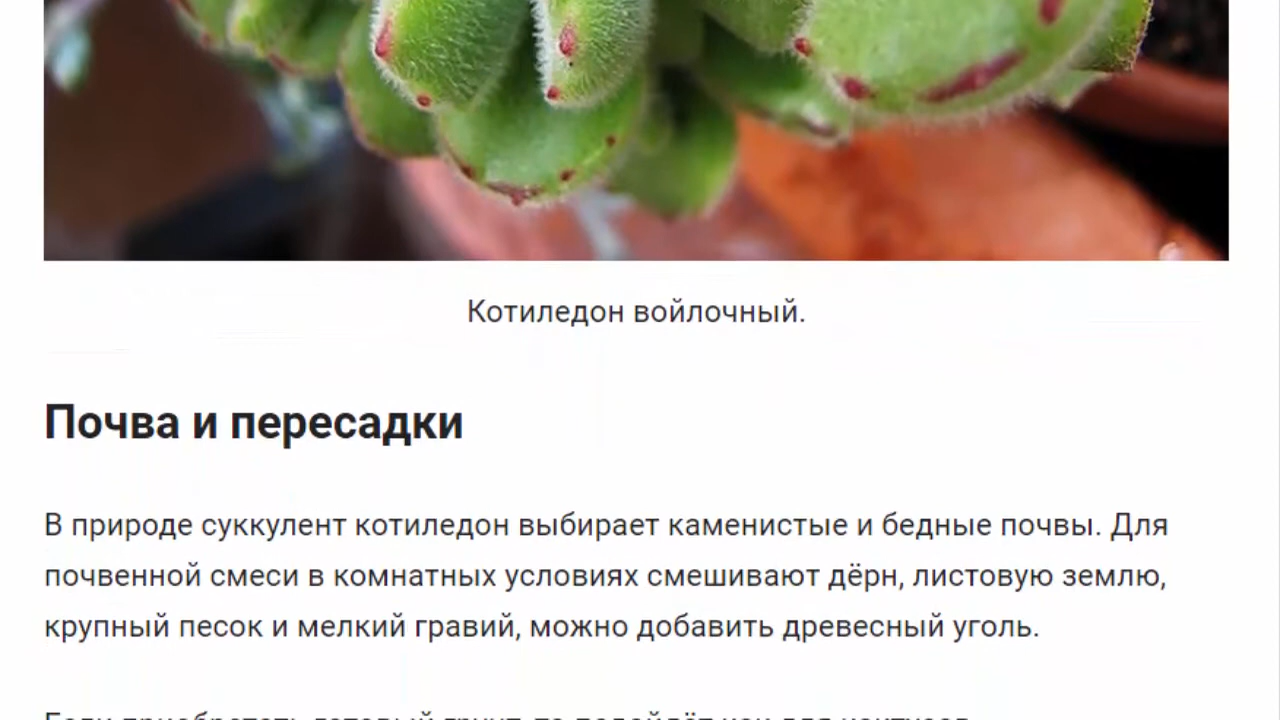 Котиледон войлочный.
Почва и пересадки
В природе суккулент котиледон выбирает каменистые и бедные почвы. Для
почвенной смеси в комнатных условиях смешивают дёрн, листовую землю,
крупный песок и мелкий гравий, можно добавить древесный уголь.